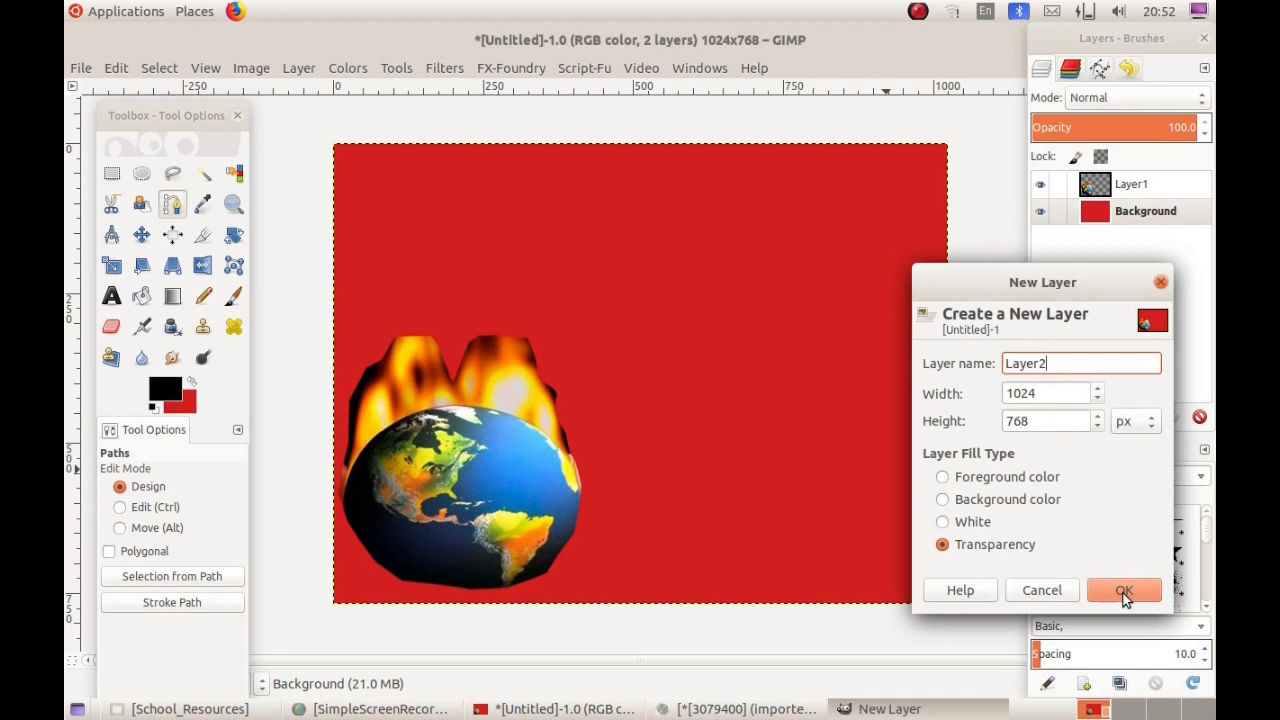 Applications Places En 20:52
*[Untitled]-1.0 (RGB color, 2 layers) 1024x768 – GIMP
Layers - Brushes
File Edit Select View Image Layer Colors Tools Filters FX-Foundry Script-Fu Video Windows Help
-250 0 250 500 750 1000
Mode: Normal
Toolbox - Tool Options
Opacity 100.0
Lock:
Layer1
Background
New Layer
Create a New Layer
[Untitled]-1
Layer name: Layer2
Width: 1024
Height: 768 px
Layer Fill Type
Foreground color
Background color
White
Transparency
Help Cancel OK
Tool Options
Paths
Edit Mode
Design
Edit (Ctrl)
Move (Alt)
Polygonal
Selection from Path
Stroke Path
0
250
500
750
Basic,
Spacing 10.0
Background (21.0 MB)
[School_Resources] [SimpleScreenRecor... *[Untitled]-1.0 (RGB c... [*[3079400] (importe... New Layer